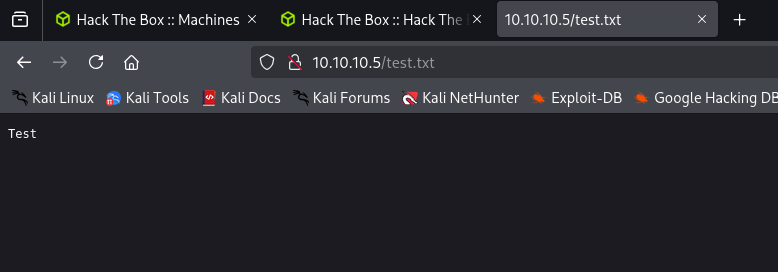 Hack The Box :: Machines
Hack The Box :: Hack The
10.10.10.5/test.txt
10.10.10.5/test.txt
Kali Linux
Kali Tools
Kali Docs
Kali Forums
Kali NetHunter
Exploit-DB
Google Hacking DB
Test